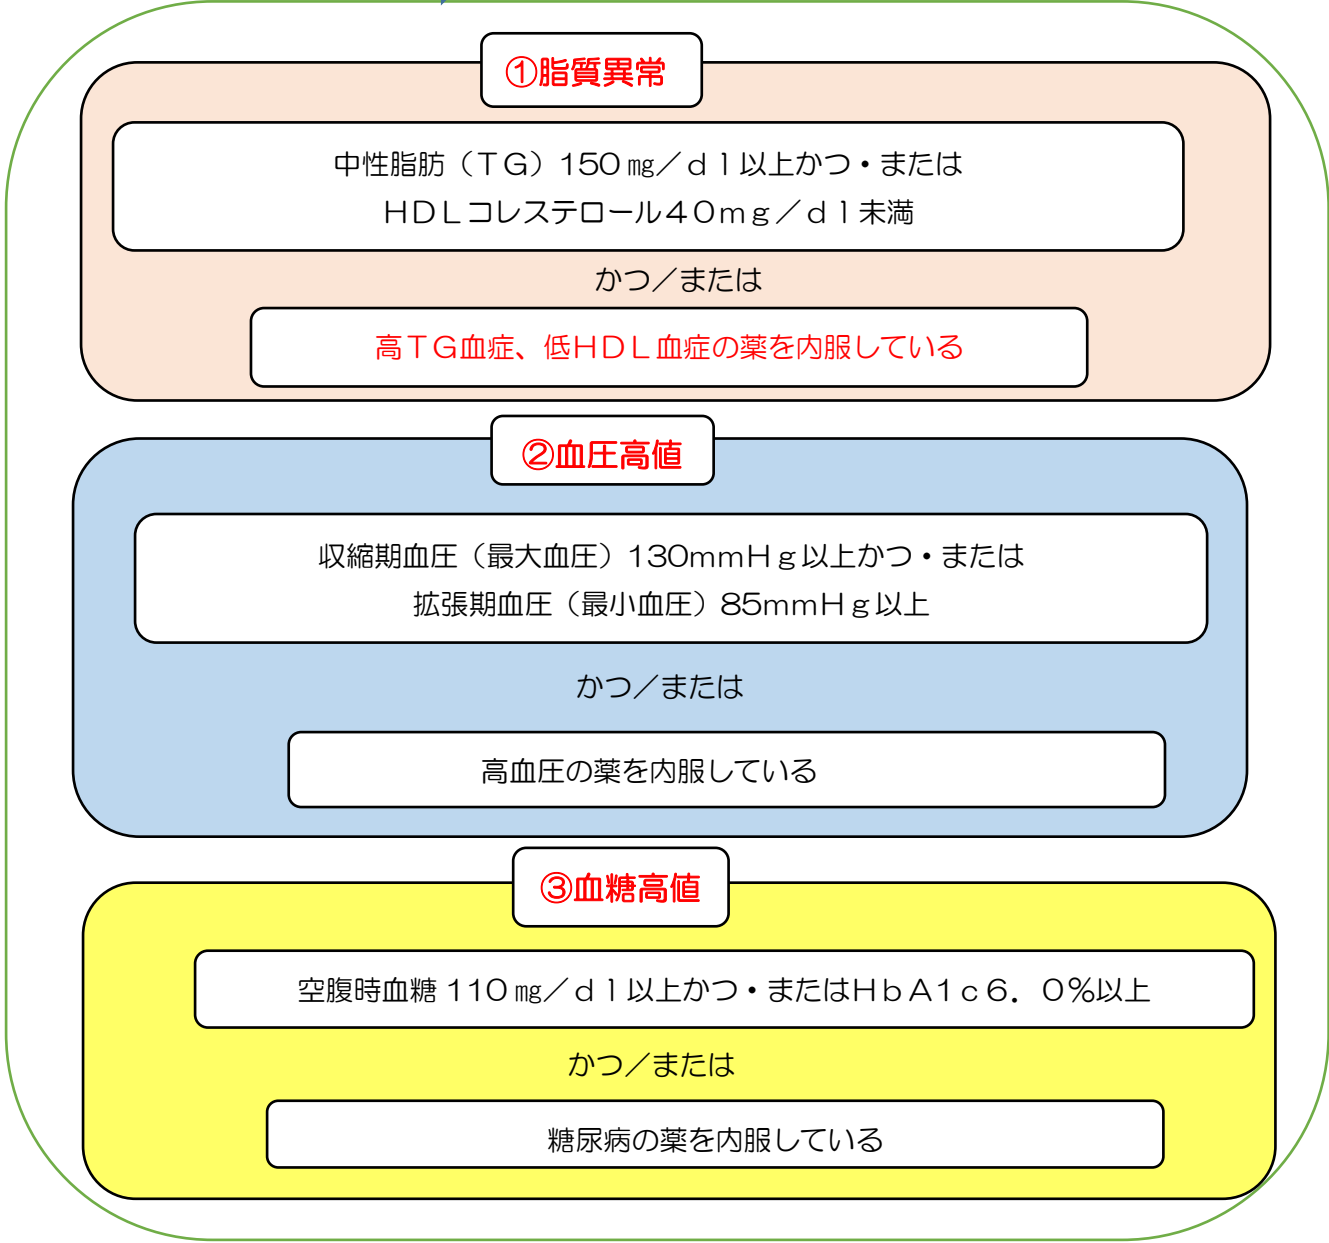 ①脂質異常
中性脂肪（ＴＧ）150㎎／ｄｌ以上かつ・または
ＨＤＬコレステロール４０ｍｇ／ｄｌ未満
かつ／または
高ＴＧ血症、低ＨＤＬ血症の薬を内服している
②血圧高値
収縮期血圧（最大血圧）130ｍｍＨｇ以上かつ・または
拡張期血圧（最小血圧）85ｍｍＨｇ以上
かつ／または
高血圧の薬を内服している
③血糖高値
空腹時血糖 110㎎／ｄｌ以上かつ・またはＨｂＡ1ｃ６．０％以上
かつ／または
糖尿病の薬を内服している